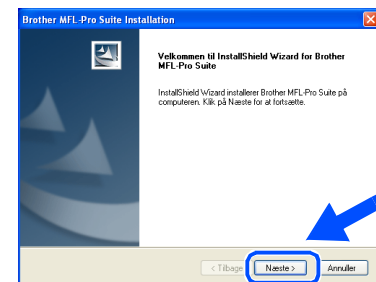 Brother MFL-Pro Suite Installation
Velkommen til InstallShield Wizard for Brother
MFL-Pro Suite
InstallShield Wizard installerer Brother MFL-Pro Suite på
computeren. Klik på Næste for at fortsætte.
< Tilbage
Næste >
Annuller